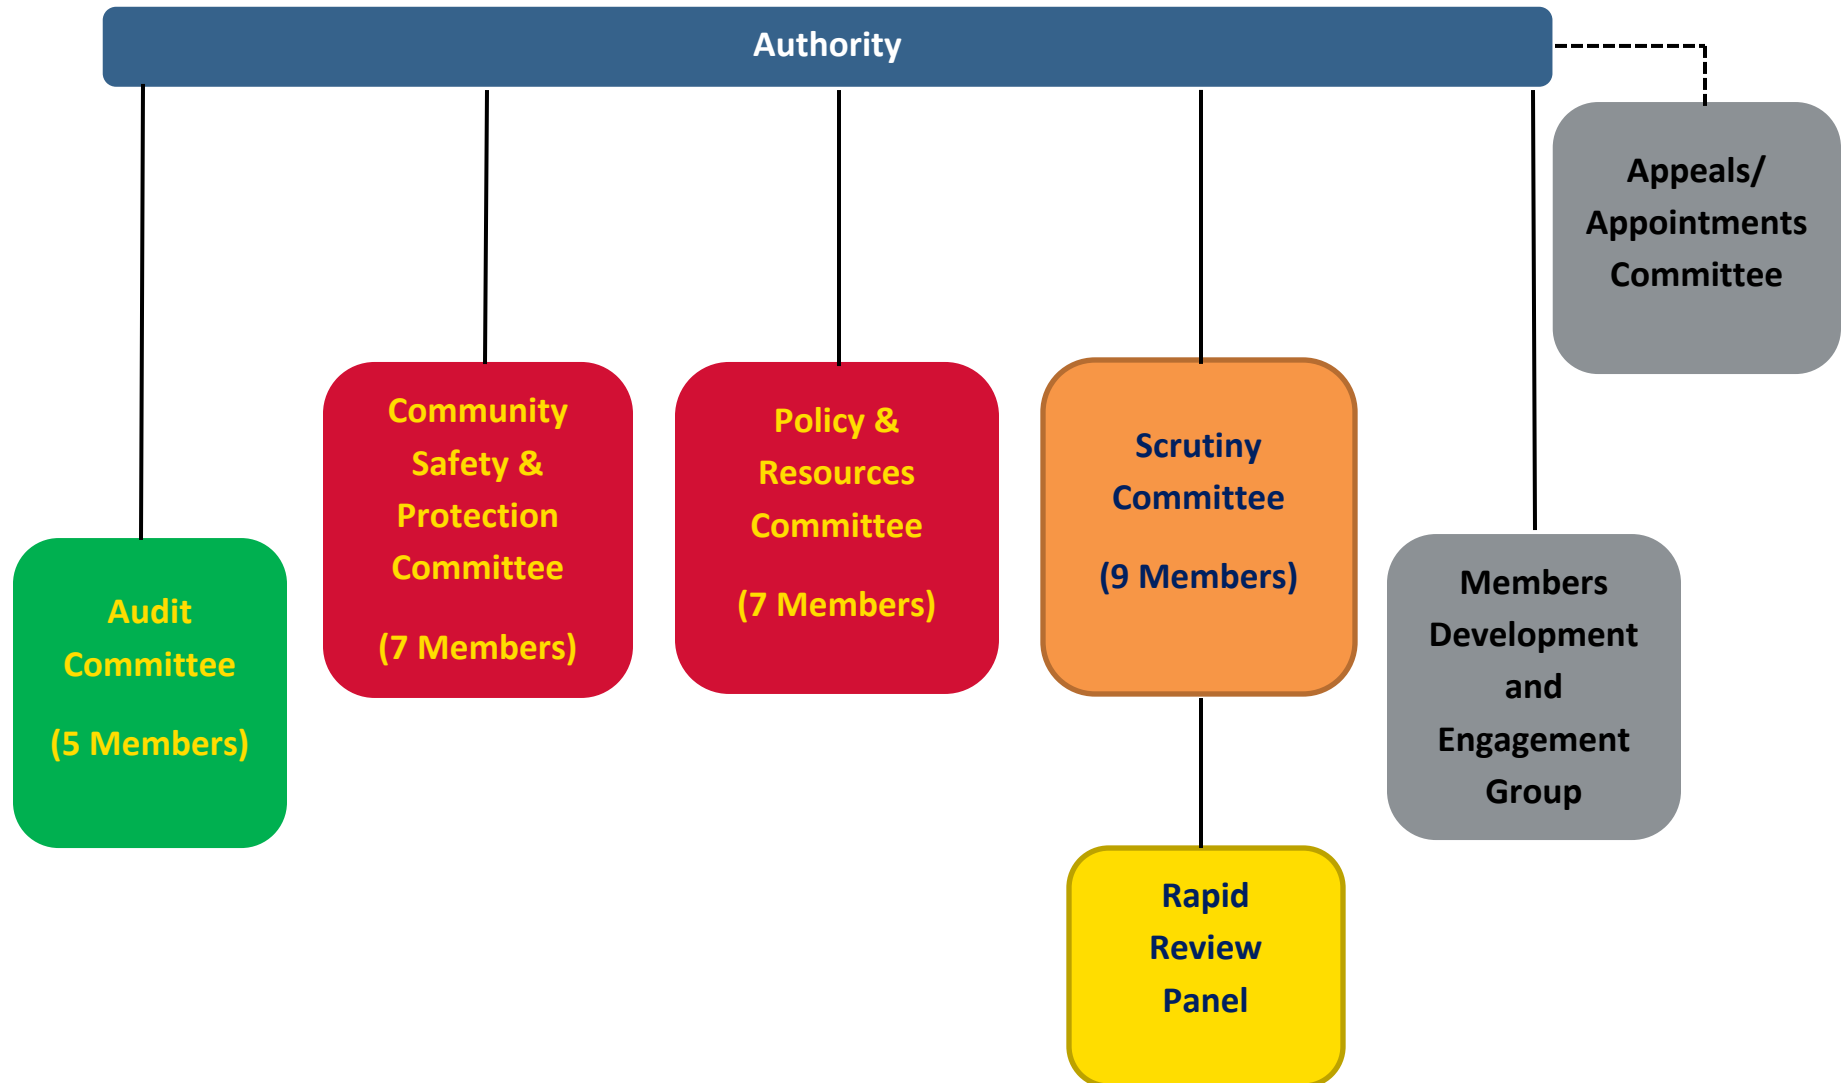 Authority
Appeals/
Appointments
Committee
Community
Safety &
Protection
Committee
(7 Members)
Policy &
Resources
Committee
(7 Members)
Scrutiny
Committee
(9 Members)
Audit
Committee
(5 Members)
Members
Development
and
Engagement
Group
Rapid
Review
Panel